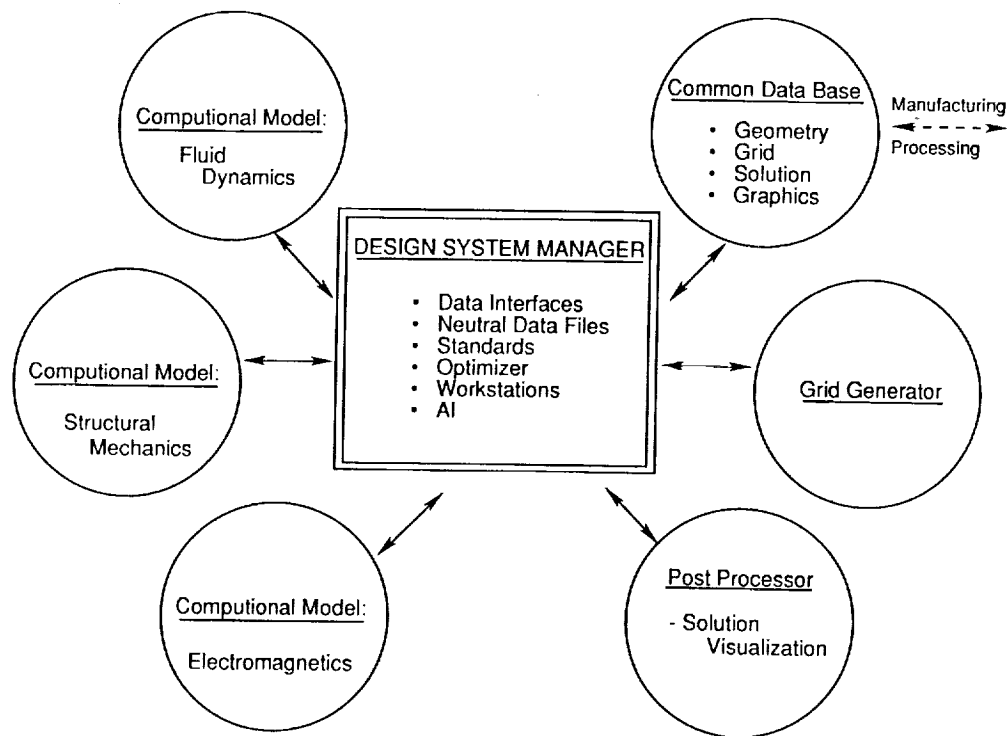 Computional Model:
Fluid
Dynamics
Common Data Base
• Geometry
• Grid
• Solution
• Graphics
Manufacturing
Processing
DESIGN SYSTEM MANAGER
• Data Interfaces
• Neutral Data Files
• Standards
• Optimizer
• Workstations
• AI
Computional Model:
Structural
Mechanics
Grid Generator
Computional Model:
Electromagnetics
Post Processor
- Solution
Visualization